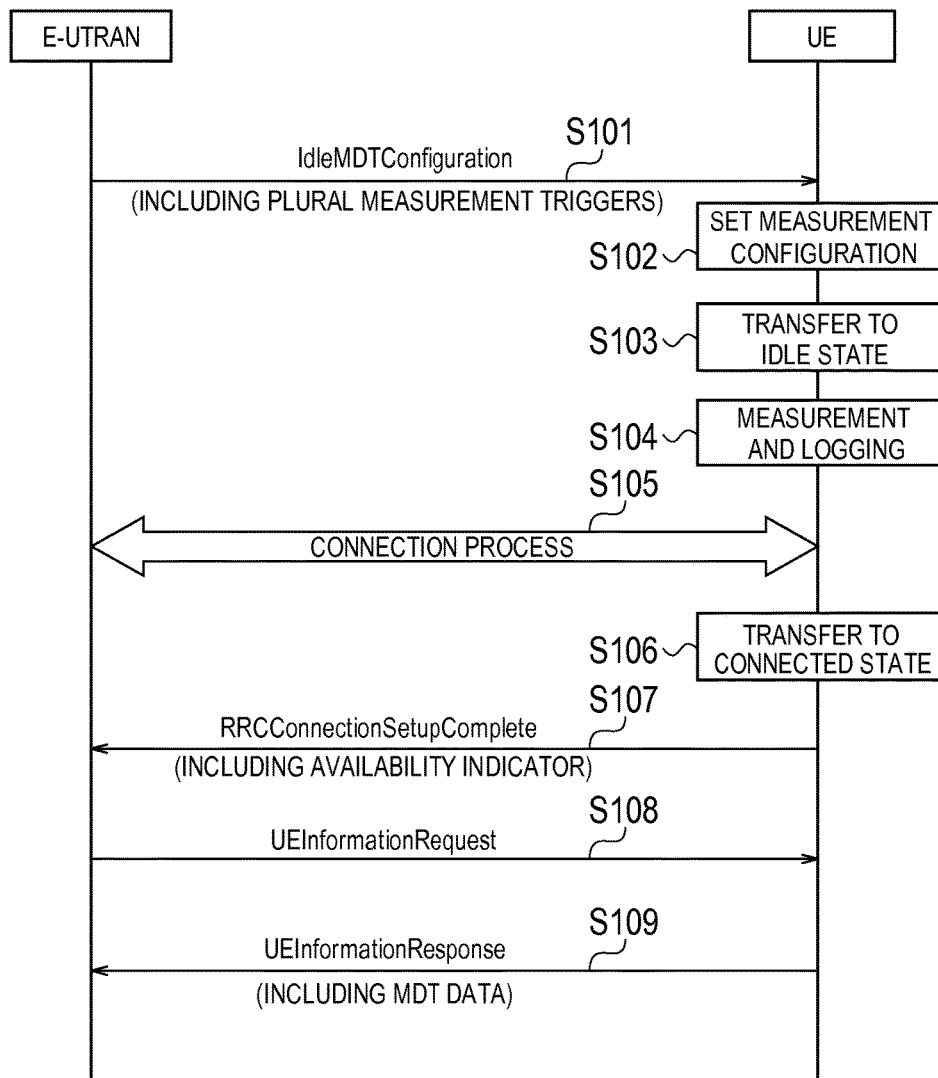 E-UTRAN
UE
S101
IdleMDTConfiguration
(INCLUDING PLURAL MEASUREMENT TRIGGERS)
S102
SET MEASUREMENT
CONFIGURATION
S103
TRANSFER TO
IDLE STATE
S104
MEASUREMENT
AND LOGGING
S105
CONNECTION PROCESS
S106
TRANSFER TO
CONNECTED STATE
S107
RRCConnectionSetupComplete
(INCLUDING AVAILABILITY INDICATOR)
S108
UEInformationRequest
S109
UEInformationResponse
(INCLUDING MDT DATA)